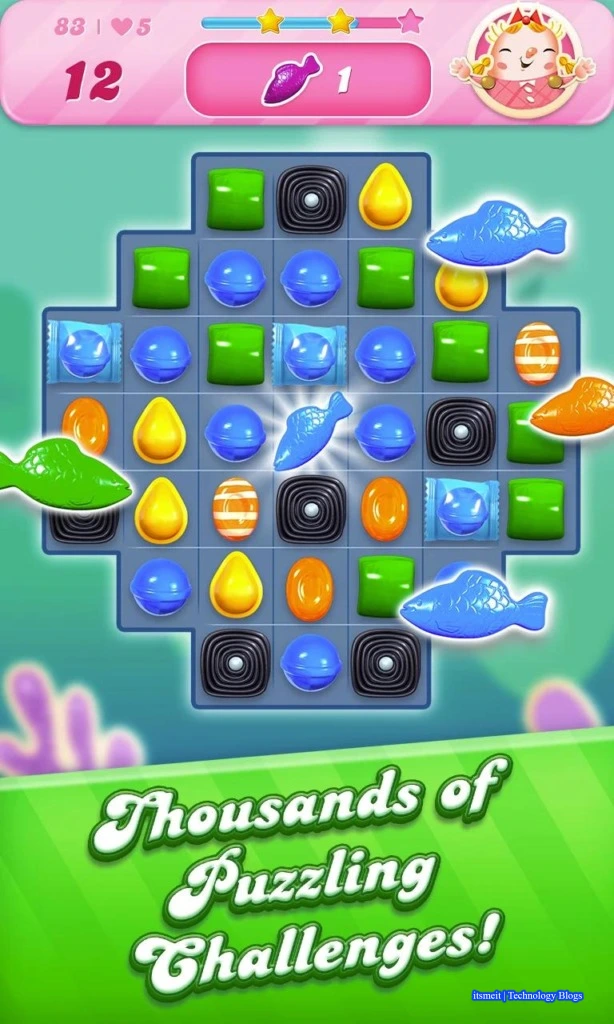 83 | 5
12
1
Thousands of
Puzzling
Challenges!
itsmeit | Technology Blogs